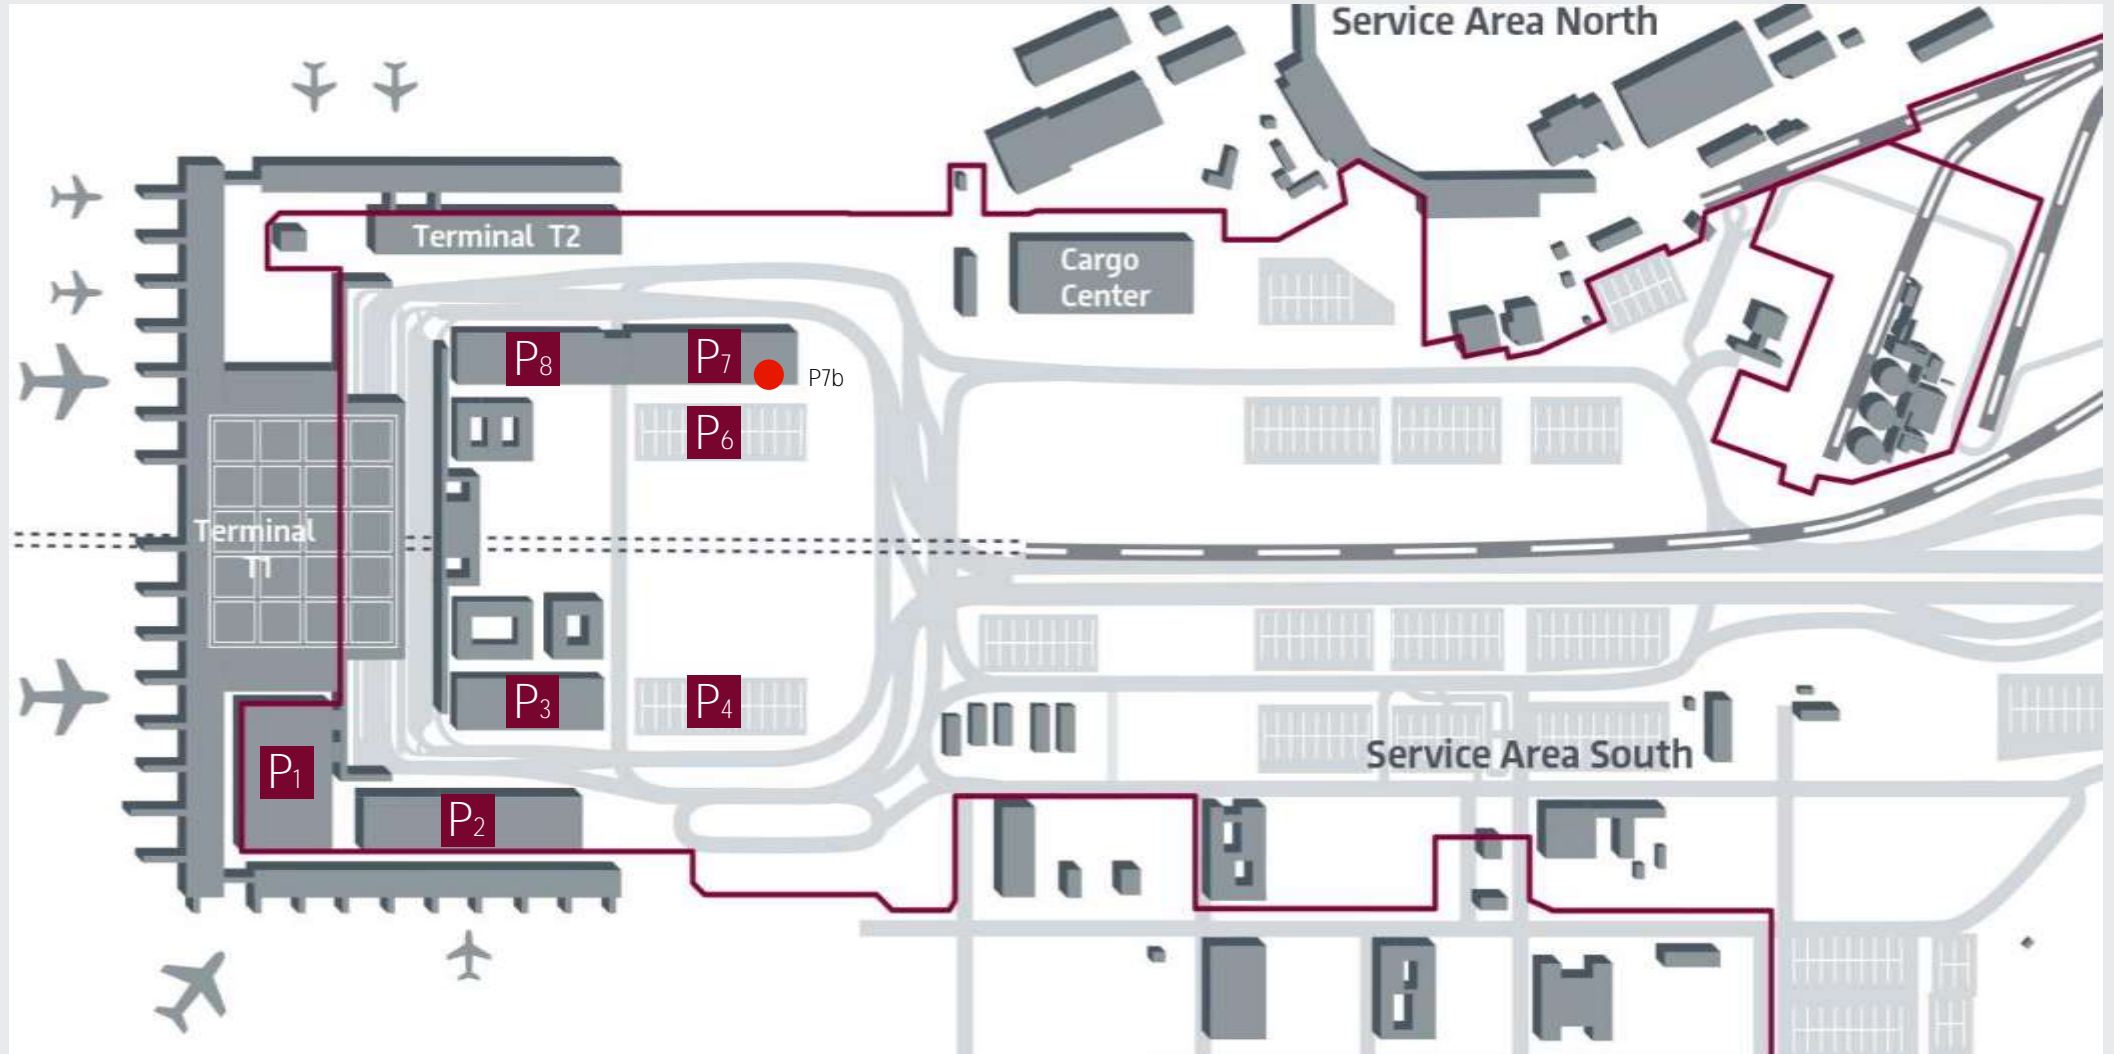 Service Area North
Terminal T2
Cargo
Center
P8
P7
P7b
P6
Terminal
P3
P4
Service Area South
P1
P2